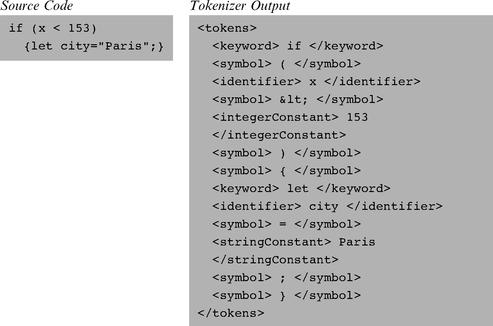 Source Code
if (x < 153)
  {let city="Paris";}
Tokenizer Output
<tokens>
  <keyword> if </keyword>
  <symbol> ( </symbol>
  <identifier> x </identifier>
  <symbol> &lt; </symbol>
  <integerConstant> 153
  </integerConstant>
  <symbol> ) </symbol>
  <symbol> { </symbol>
  <keyword> let </keyword>
  <identifier> city </identifier>
  <symbol> = </symbol>
  <stringConstant> Paris
  </stringConstant>
  <symbol> ; </symbol>
  <symbol> } </symbol>
</tokens>